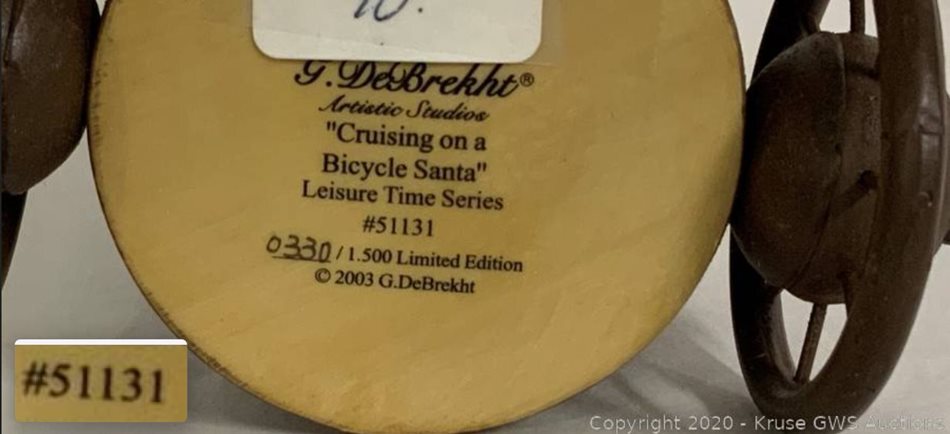 10.
G.DeBrekht®
Artistic Studios
"Cruising on a
Bicycle Santa"
Leisure Time Series
#51131
0330 / 1.500 Limited Edition
© 2003 G.DeBrekht
#51131
Copyright 2020 - Kruse GWS Auctions